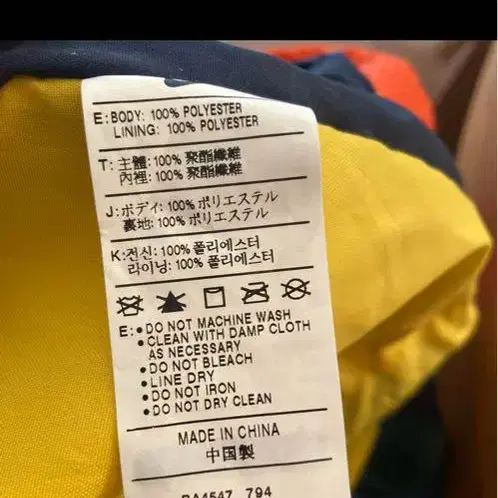 E: BODY: 100% POLYESTER
LINING: 100% POLYESTER
T: 主體: 100% 聚酯纖維
內裡: 100% 聚酯纖維
J: ボディ: 100% ポリエステル
裏地: 100% ポリエステル
K: 전신: 100% 폴리에스터
라이닝: 100% 폴리에스터
E: • DO NOT MACHINE WASH
• CLEAN WITH DAMP CLOTH
AS NECESSARY
• DO NOT BLEACH
• LINE DRY
• DO NOT IRON
• DO NOT DRY CLEAN
MADE IN CHINA
中国製
BA4547 794